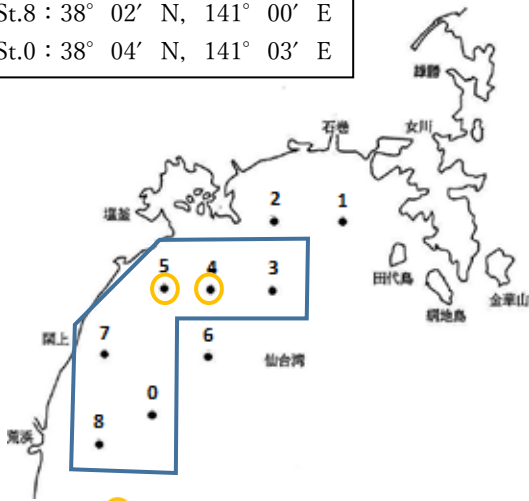 St.8：38° 02′ N, 141° 00′ E
St.0：38° 04′ N, 141° 03′ E
雄勝
石巻
女川
2
1
塩釜
5
4
3
田代島
金華山
網地島
閖上
7
6
仙台湾
0
8
荒浜